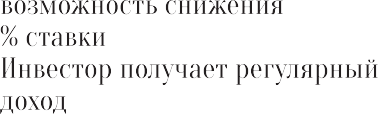 возможность снижения
% ставки
Инвестор получает регулярный
доход